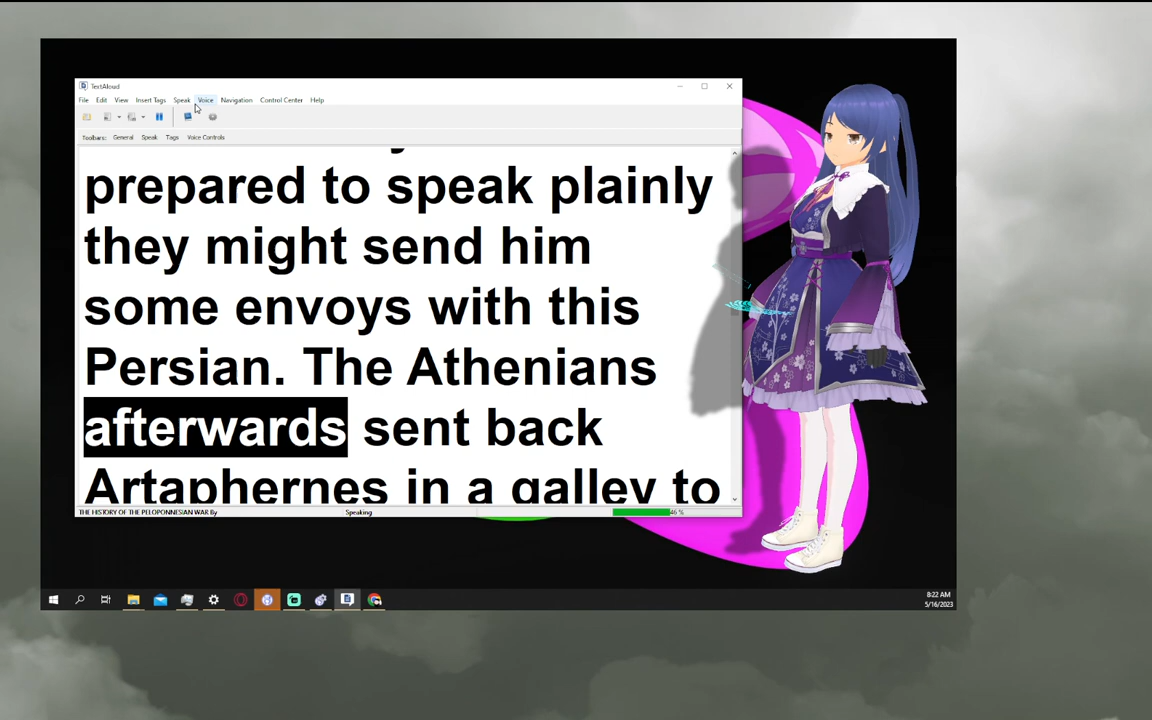 TextAloud
File Edit View Insert Tags Speak Voice Navigation Control Center Help
Toolbars: General Speak Tags Voice Controls
prepared to speak plainly
they might send him
some envoys with this
Persian. The Athenians
afterwards sent back
Artaphernes in a galley to
THE HISTORY OF THE PELOPONNESIAN WAR By Speaking 46 %
8:22 AM
5/16/2023